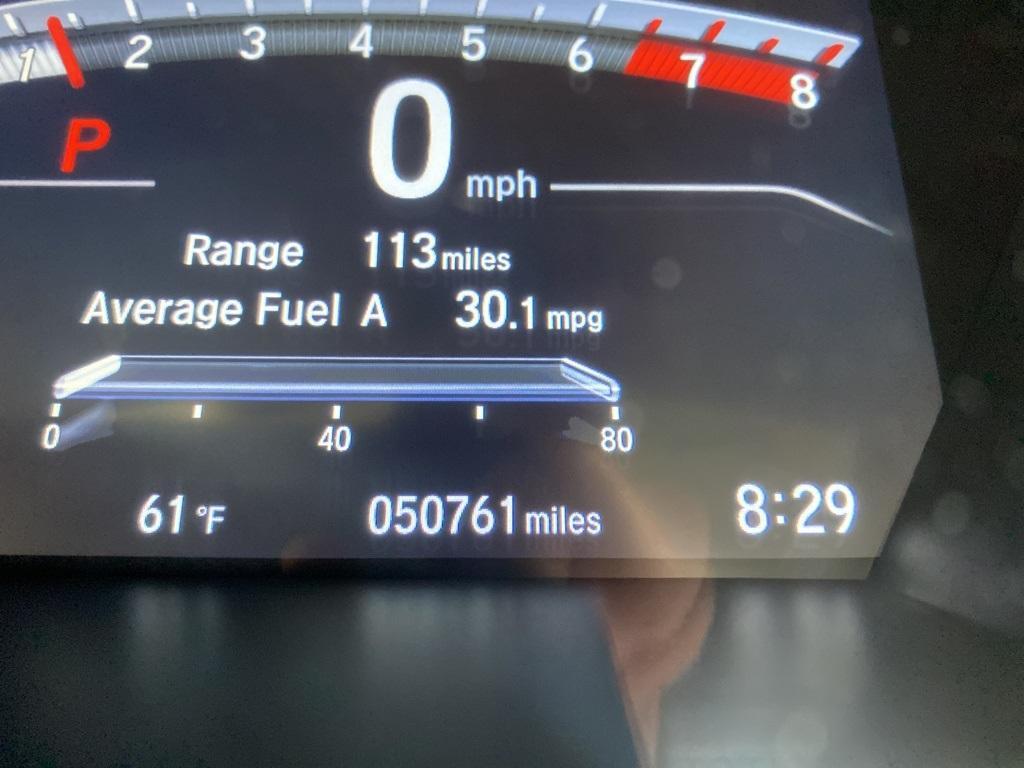 1 2 3 4 5 6 7 8
P
0 mph
Range 113 miles
Average Fuel A 30.1 mpg
0 40 80
61 °F 050761 miles 8:29